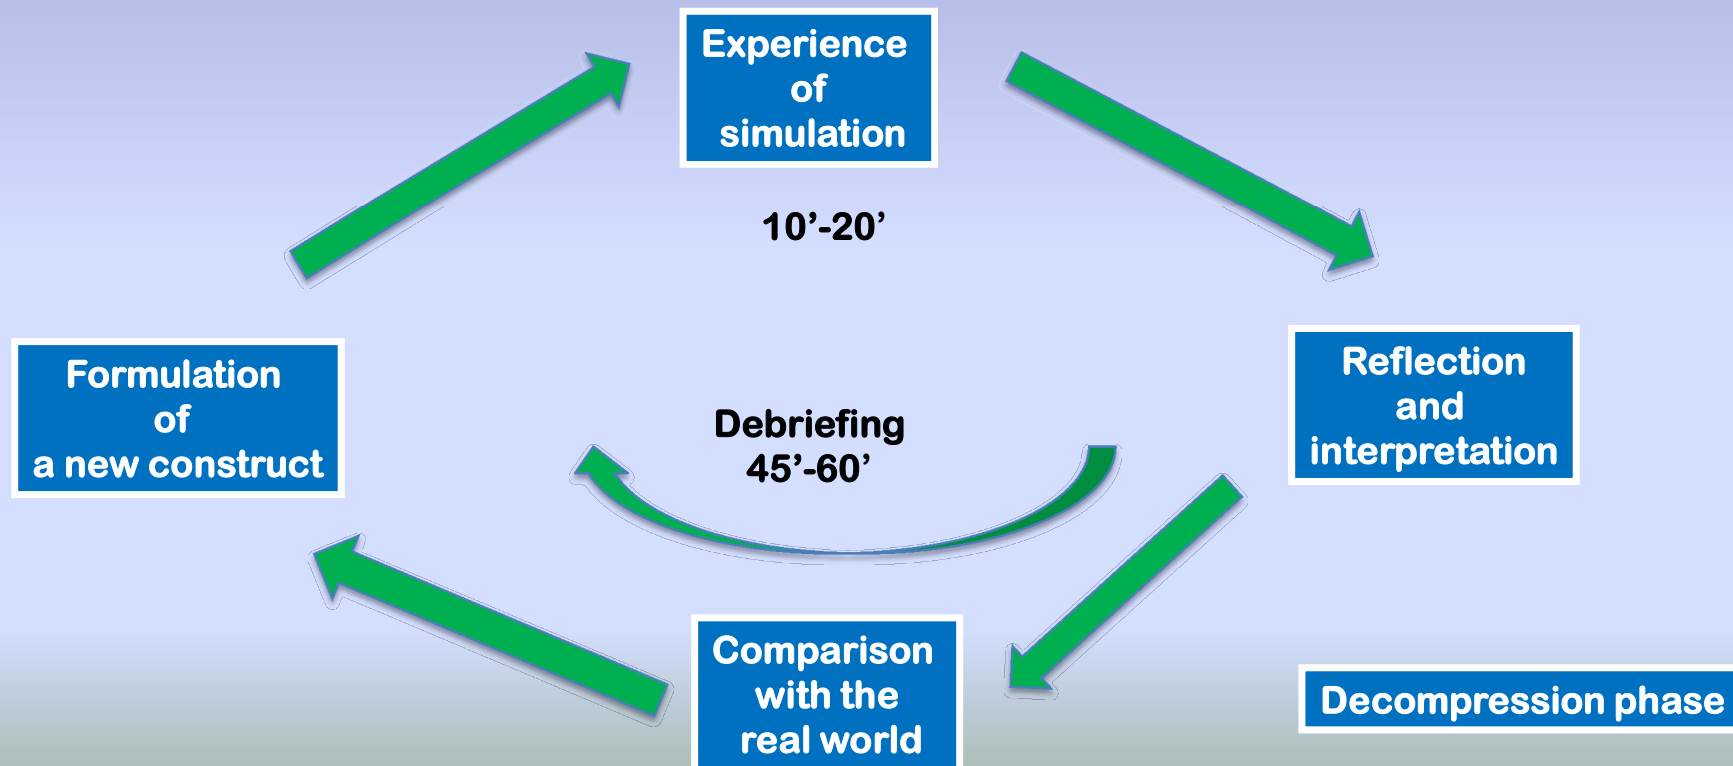 Experience
of
simulation
10’-20’
Formulation
of
a new construct
Reflection
and
interpretation
Debriefing
45’-60’
Comparison
with the
real world
Decompression phase